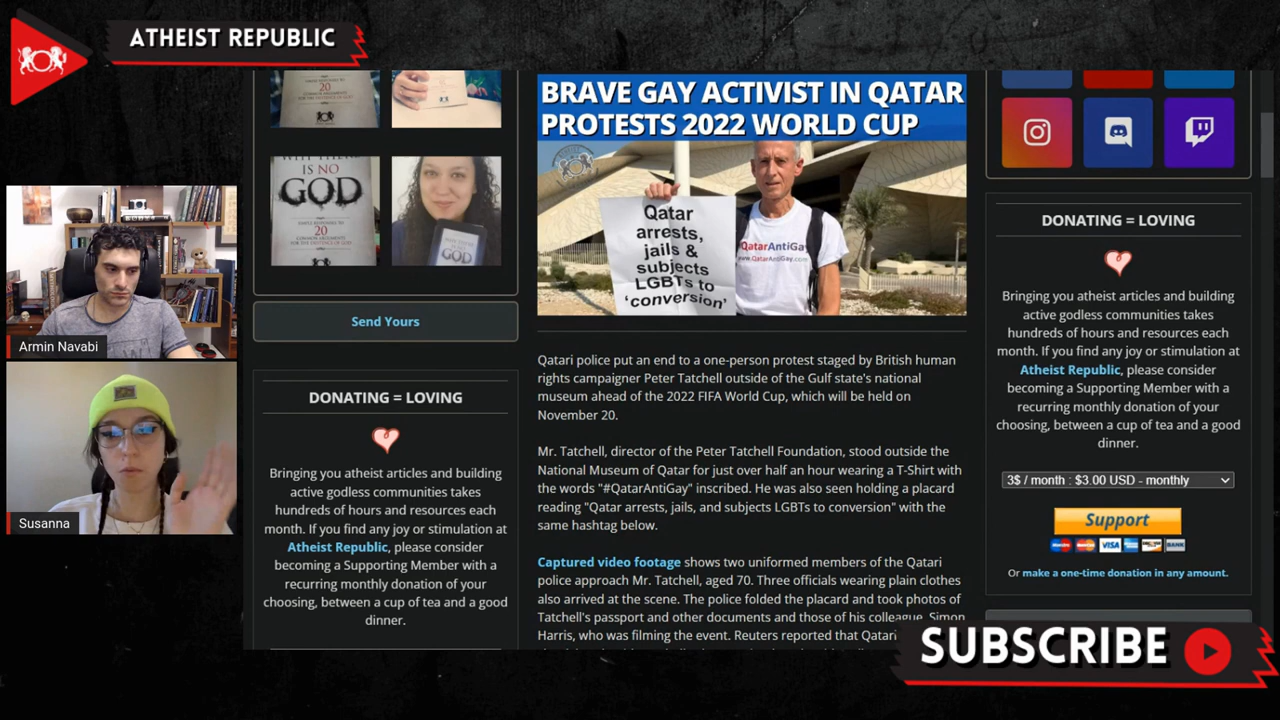 ATHEIST REPUBLIC
Armin Navabi
Susanna
20
IS NO
GOD
20
GOD
Send Yours
DONATING = LOVING
Bringing you atheist articles and building
active godless communities takes
hundreds of hours and resources each
month. If you find any joy or stimulation at
Atheist Republic, please consider
becoming a Supporting Member with a
recurring monthly donation of your
choosing, between a cup of tea and a good
dinner.
BRAVE GAY ACTIVIST IN QATAR
PROTESTS 2022 WORLD CUP
Qatar
arrests,
jails &
subjects
LGBTs to
'conversion'
#QatarAntiGay
www.QatarAntiGay.com
Qatari police put an end to a one-person protest staged by British human
rights campaigner Peter Tatchell outside of the Gulf state's national
museum ahead of the 2022 FIFA World Cup, which will be held on
November 20.
Mr. Tatchell, director of the Peter Tatchell Foundation, stood outside the
National Museum of Qatar for just over half an hour wearing a T-Shirt with
the words "#QatarAntiGay" inscribed. He was also seen holding a placard
reading "Qatar arrests, jails, and subjects LGBTs to conversion" with the
same hashtag below.
Captured video footage shows two uniformed members of the Qatari
police approach Mr. Tatchell, aged 70. Three officials wearing plain clothes
also arrived at the scene. The police folded the placard and took photos of
Tatchell's passport and other documents and those of his colleague, Simon
Harris, who was filming the event. Reuters reported that Qatari
DONATING = LOVING
Bringing you atheist articles and building
active godless communities takes
hundreds of hours and resources each
month. If you find any joy or stimulation at
Atheist Republic, please consider
becoming a Supporting Member with a
recurring monthly donation of your
choosing, between a cup of tea and a good
dinner.
3$ / month : $3.00 USD - monthly
Support
VISA
BANK
Or make a one-time donation in any amount.
SUBSCRIBE